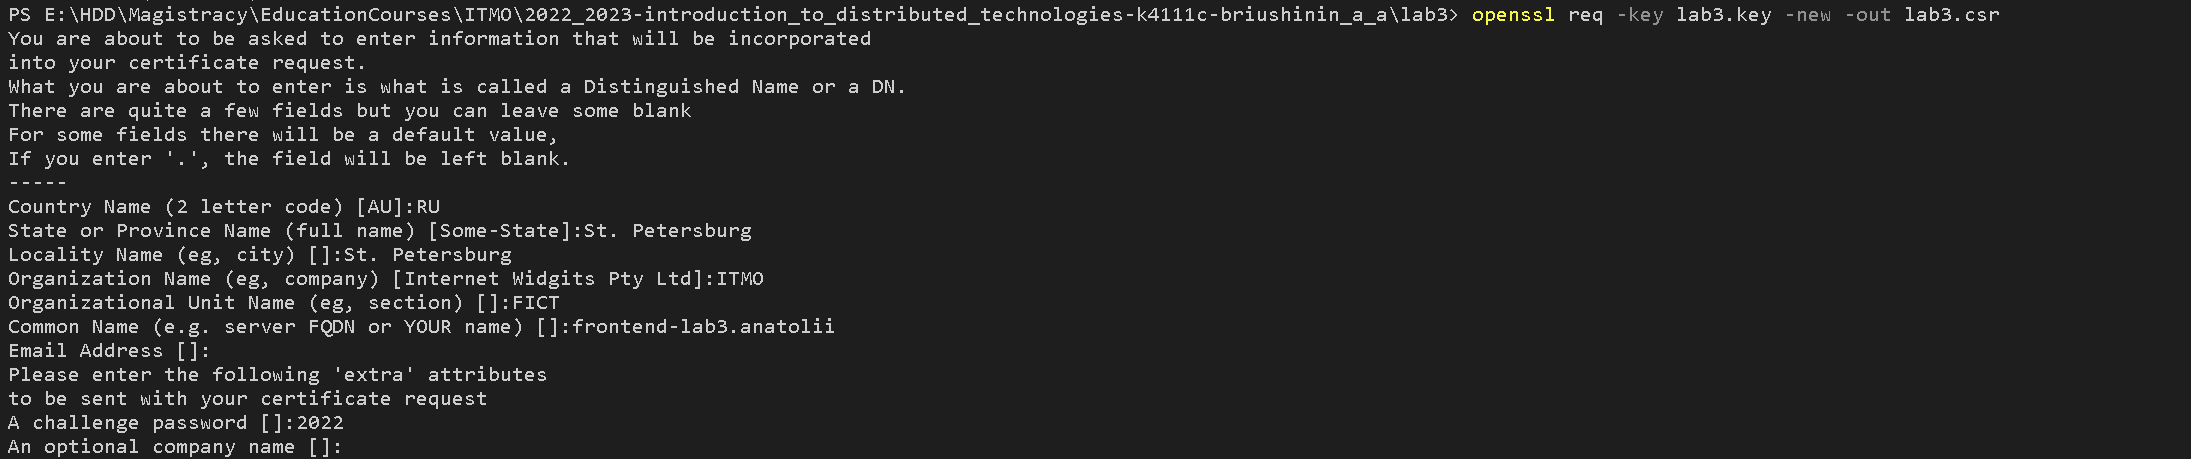 PS E:\HDD\Magistracy\EducationCourses\ITMO\2022_2023-introduction_to_distributed_technologies-k4111c-briushinin_a_a\lab3> openssl req -key lab3.key -new -out lab3.csr
You are about to be asked to enter information that will be incorporated
into your certificate request.
What you are about to enter is what is called a Distinguished Name or a DN.
There are quite a few fields but you can leave some blank
For some fields there will be a default value,
If you enter '.', the field will be left blank.
-----
Country Name (2 letter code) [AU]:RU
State or Province Name (full name) [Some-State]:St. Petersburg
Locality Name (eg, city) []:St. Petersburg
Organization Name (eg, company) [Internet Widgits Pty Ltd]:ITMO
Organizational Unit Name (eg, section) []:FICT
Common Name (e.g. server FQDN or YOUR name) []:frontend-lab3.anatolii
Email Address []:
Please enter the following 'extra' attributes
to be sent with your certificate request
A challenge password []:2022
An optional company name []: